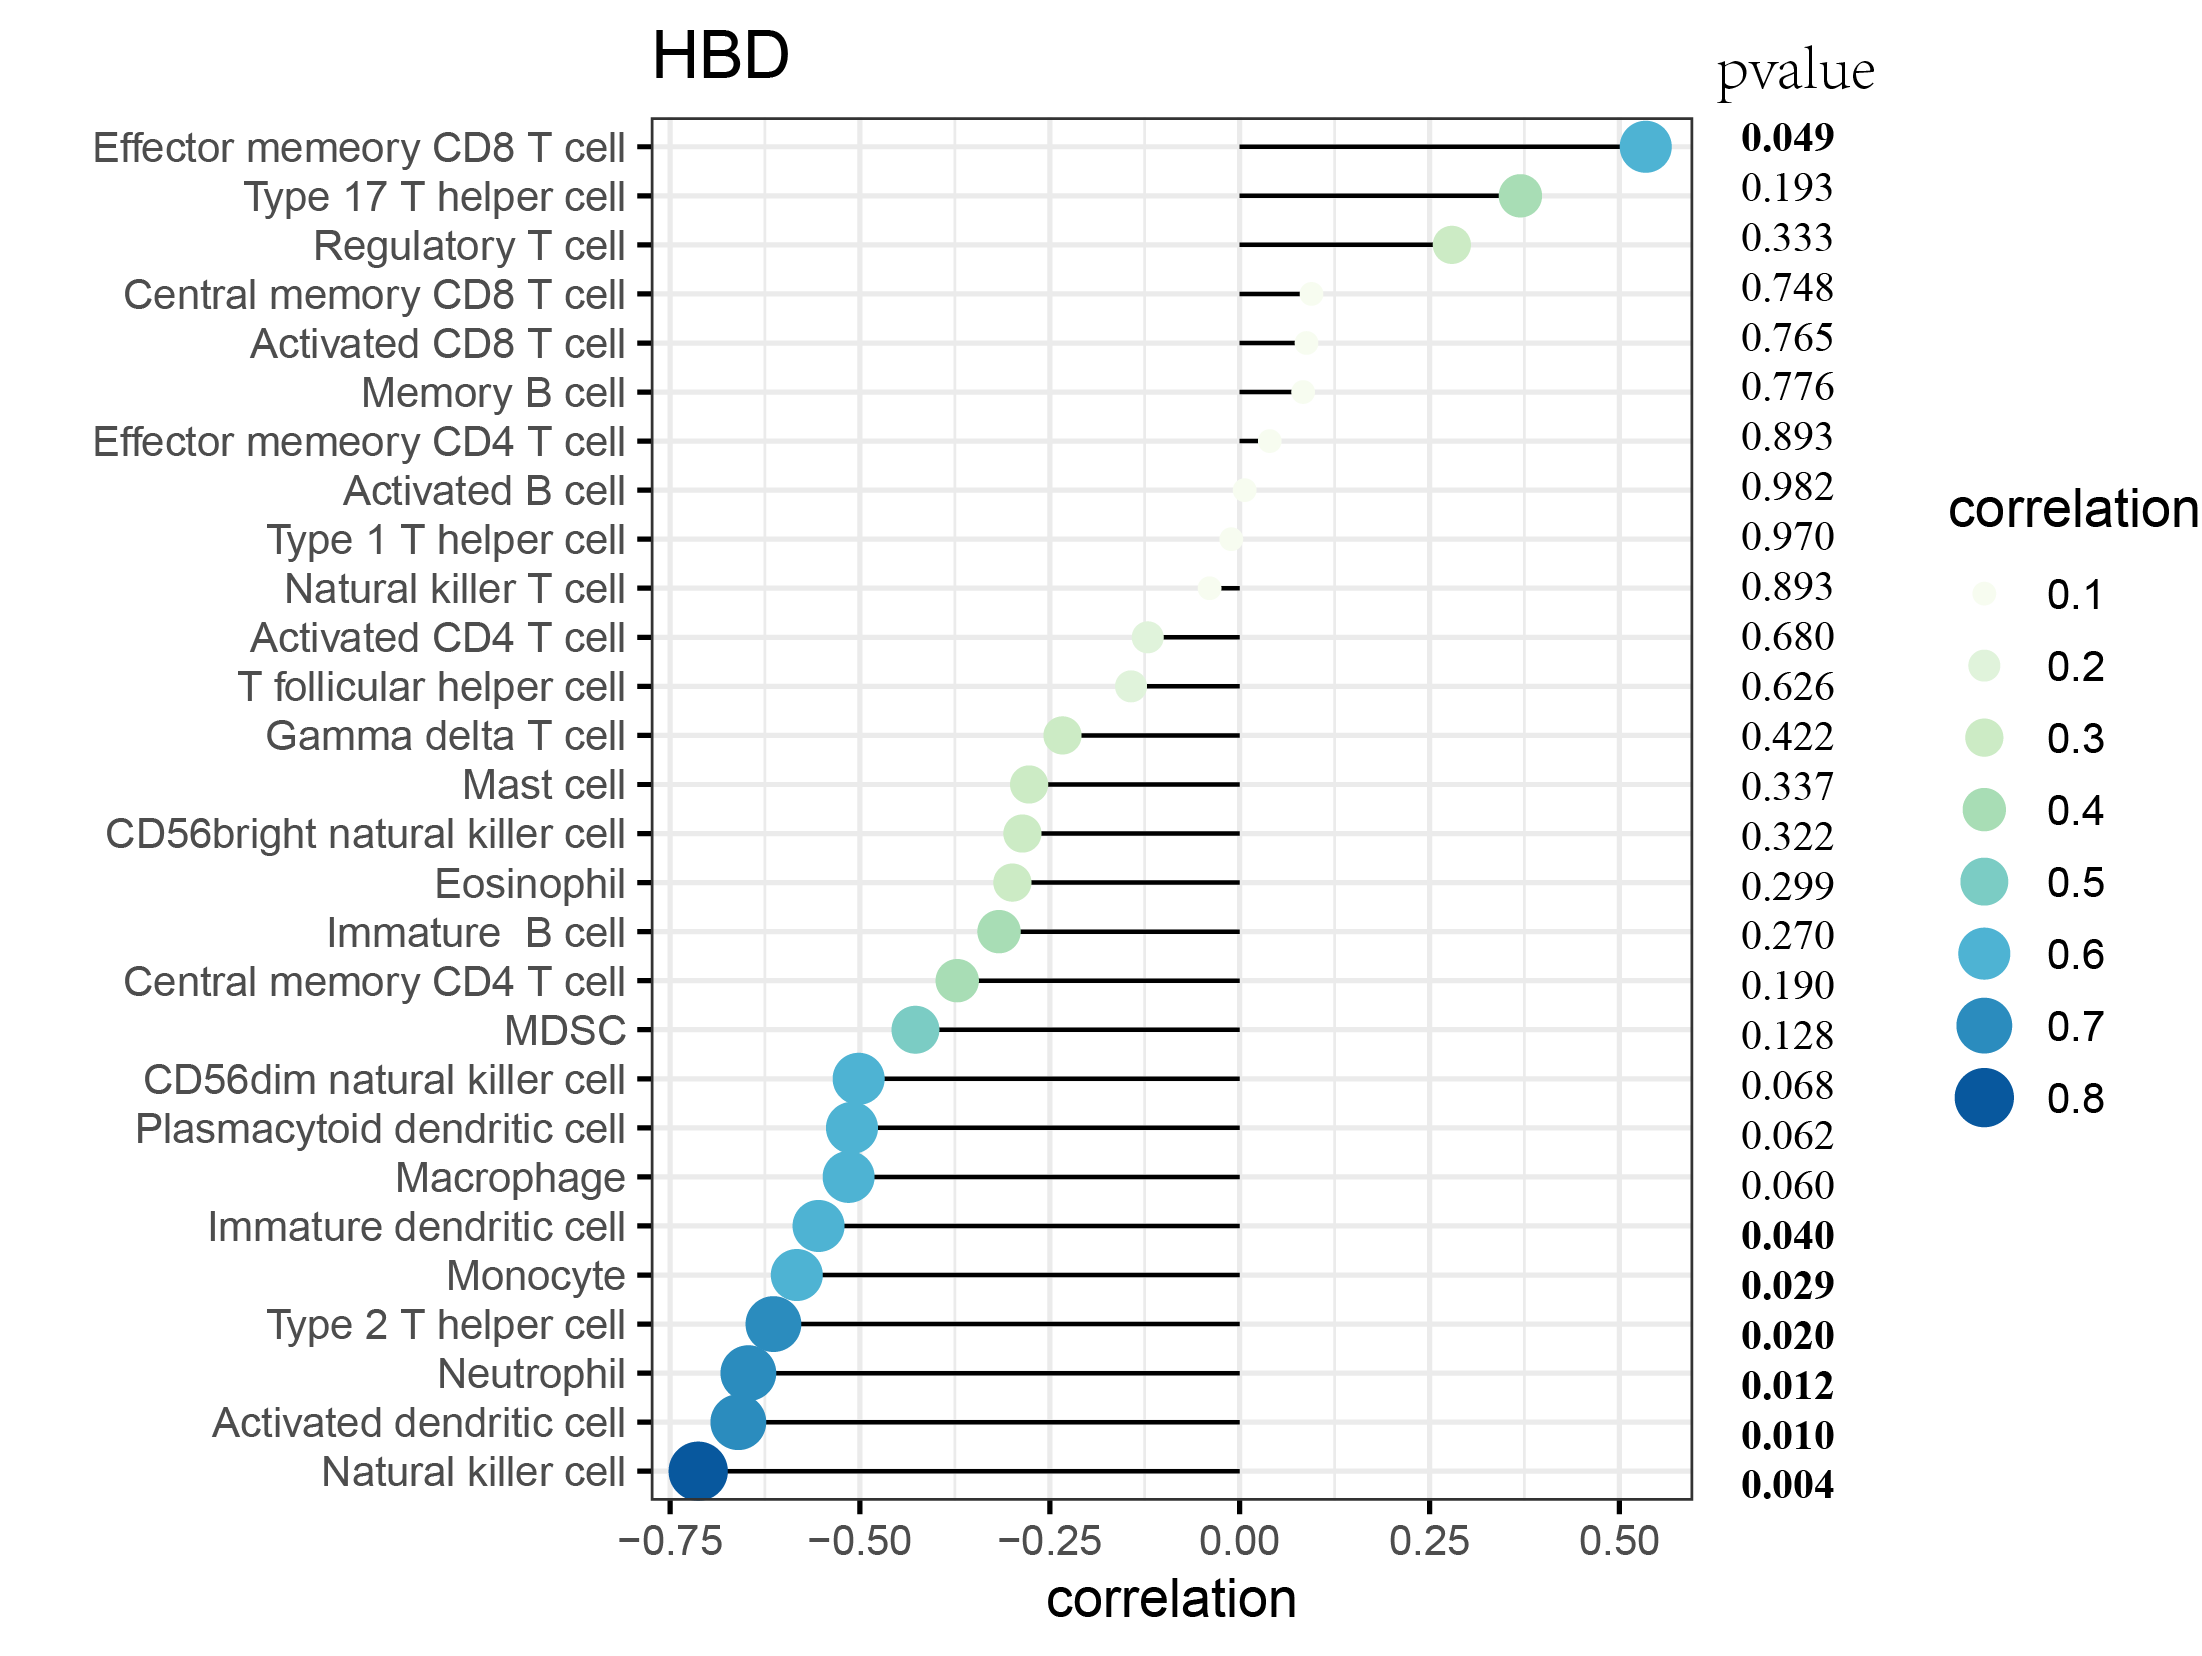 HBD
pvalue
Effector memeory CD8 T cell 0.049
Type 17 T helper cell 0.193
Regulatory T cell 0.333
Central memory CD8 T cell 0.748
Activated CD8 T cell 0.765
Memory B cell 0.776
Effector memeory CD4 T cell 0.893
Activated B cell 0.982
Type 1 T helper cell 0.970
Natural killer T cell 0.893
Activated CD4 T cell 0.680
T follicular helper cell 0.626
Gamma delta T cell 0.422
Mast cell 0.337
CD56bright natural killer cell 0.322
Eosinophil 0.299
Immature  B cell 0.270
Central memory CD4 T cell 0.190
MDSC 0.128
CD56dim natural killer cell 0.068
Plasmacytoid dendritic cell 0.062
Macrophage 0.060
Immature dendritic cell 0.040
Monocyte 0.029
Type 2 T helper cell 0.020
Neutrophil 0.012
Activated dendritic cell 0.010
Natural killer cell 0.004
−0.75 −0.50 −0.25 0.00 0.25 0.50
correlation
correlation
0.1
0.2
0.3
0.4
0.5
0.6
0.7
0.8